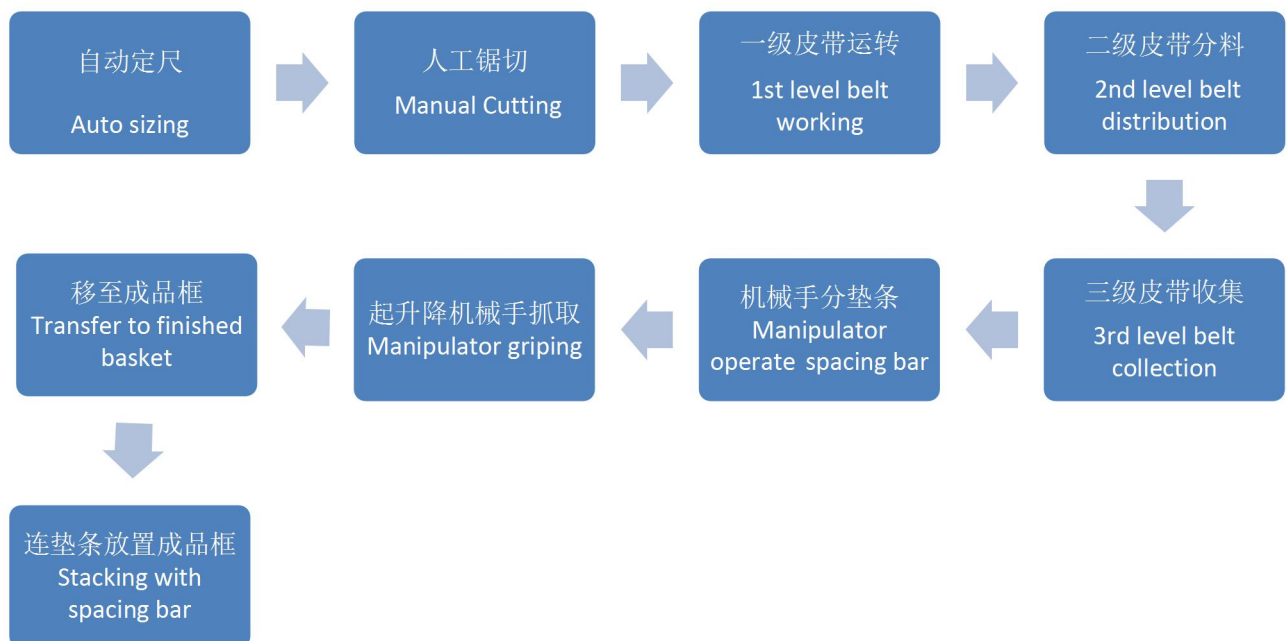 自动定尺
Auto sizing
人工锯切
Manual Cutting
一级皮带运转
1st level belt
working
二级皮带分料
2nd level belt
distribution
三级皮带收集
3rd level belt
collection
机械手分垫条
Manipulator
operate spacing bar
起升降机械手抓取
Manipulator griping
移至成品框
Transfer to finished
basket
连垫条放置成品框
Stacking with
spacing bar